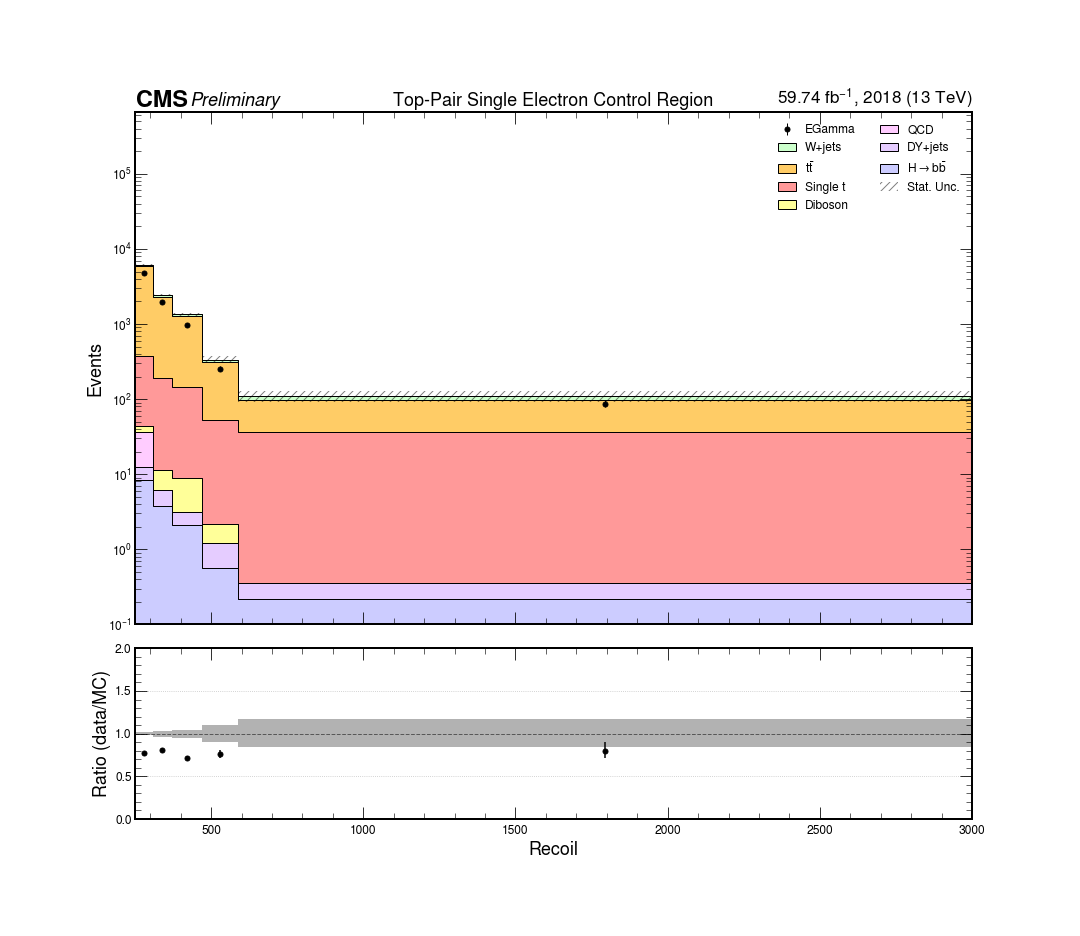 CMS Preliminary Top-Pair Single Electron Control Region 59.74 fb⁻¹, 2018 (13 TeV)
EGamma QCD
W+jets DY+jets
tt̄ H→bb̄
Single t Stat. Unc.
Diboson
10⁵
10⁴
10³
10²
10¹
10⁰
10⁻¹
Events
2.0
1.5
1.0
0.5
0.0
Ratio (data/MC)
500 1000 1500 2000 2500 3000
Recoil